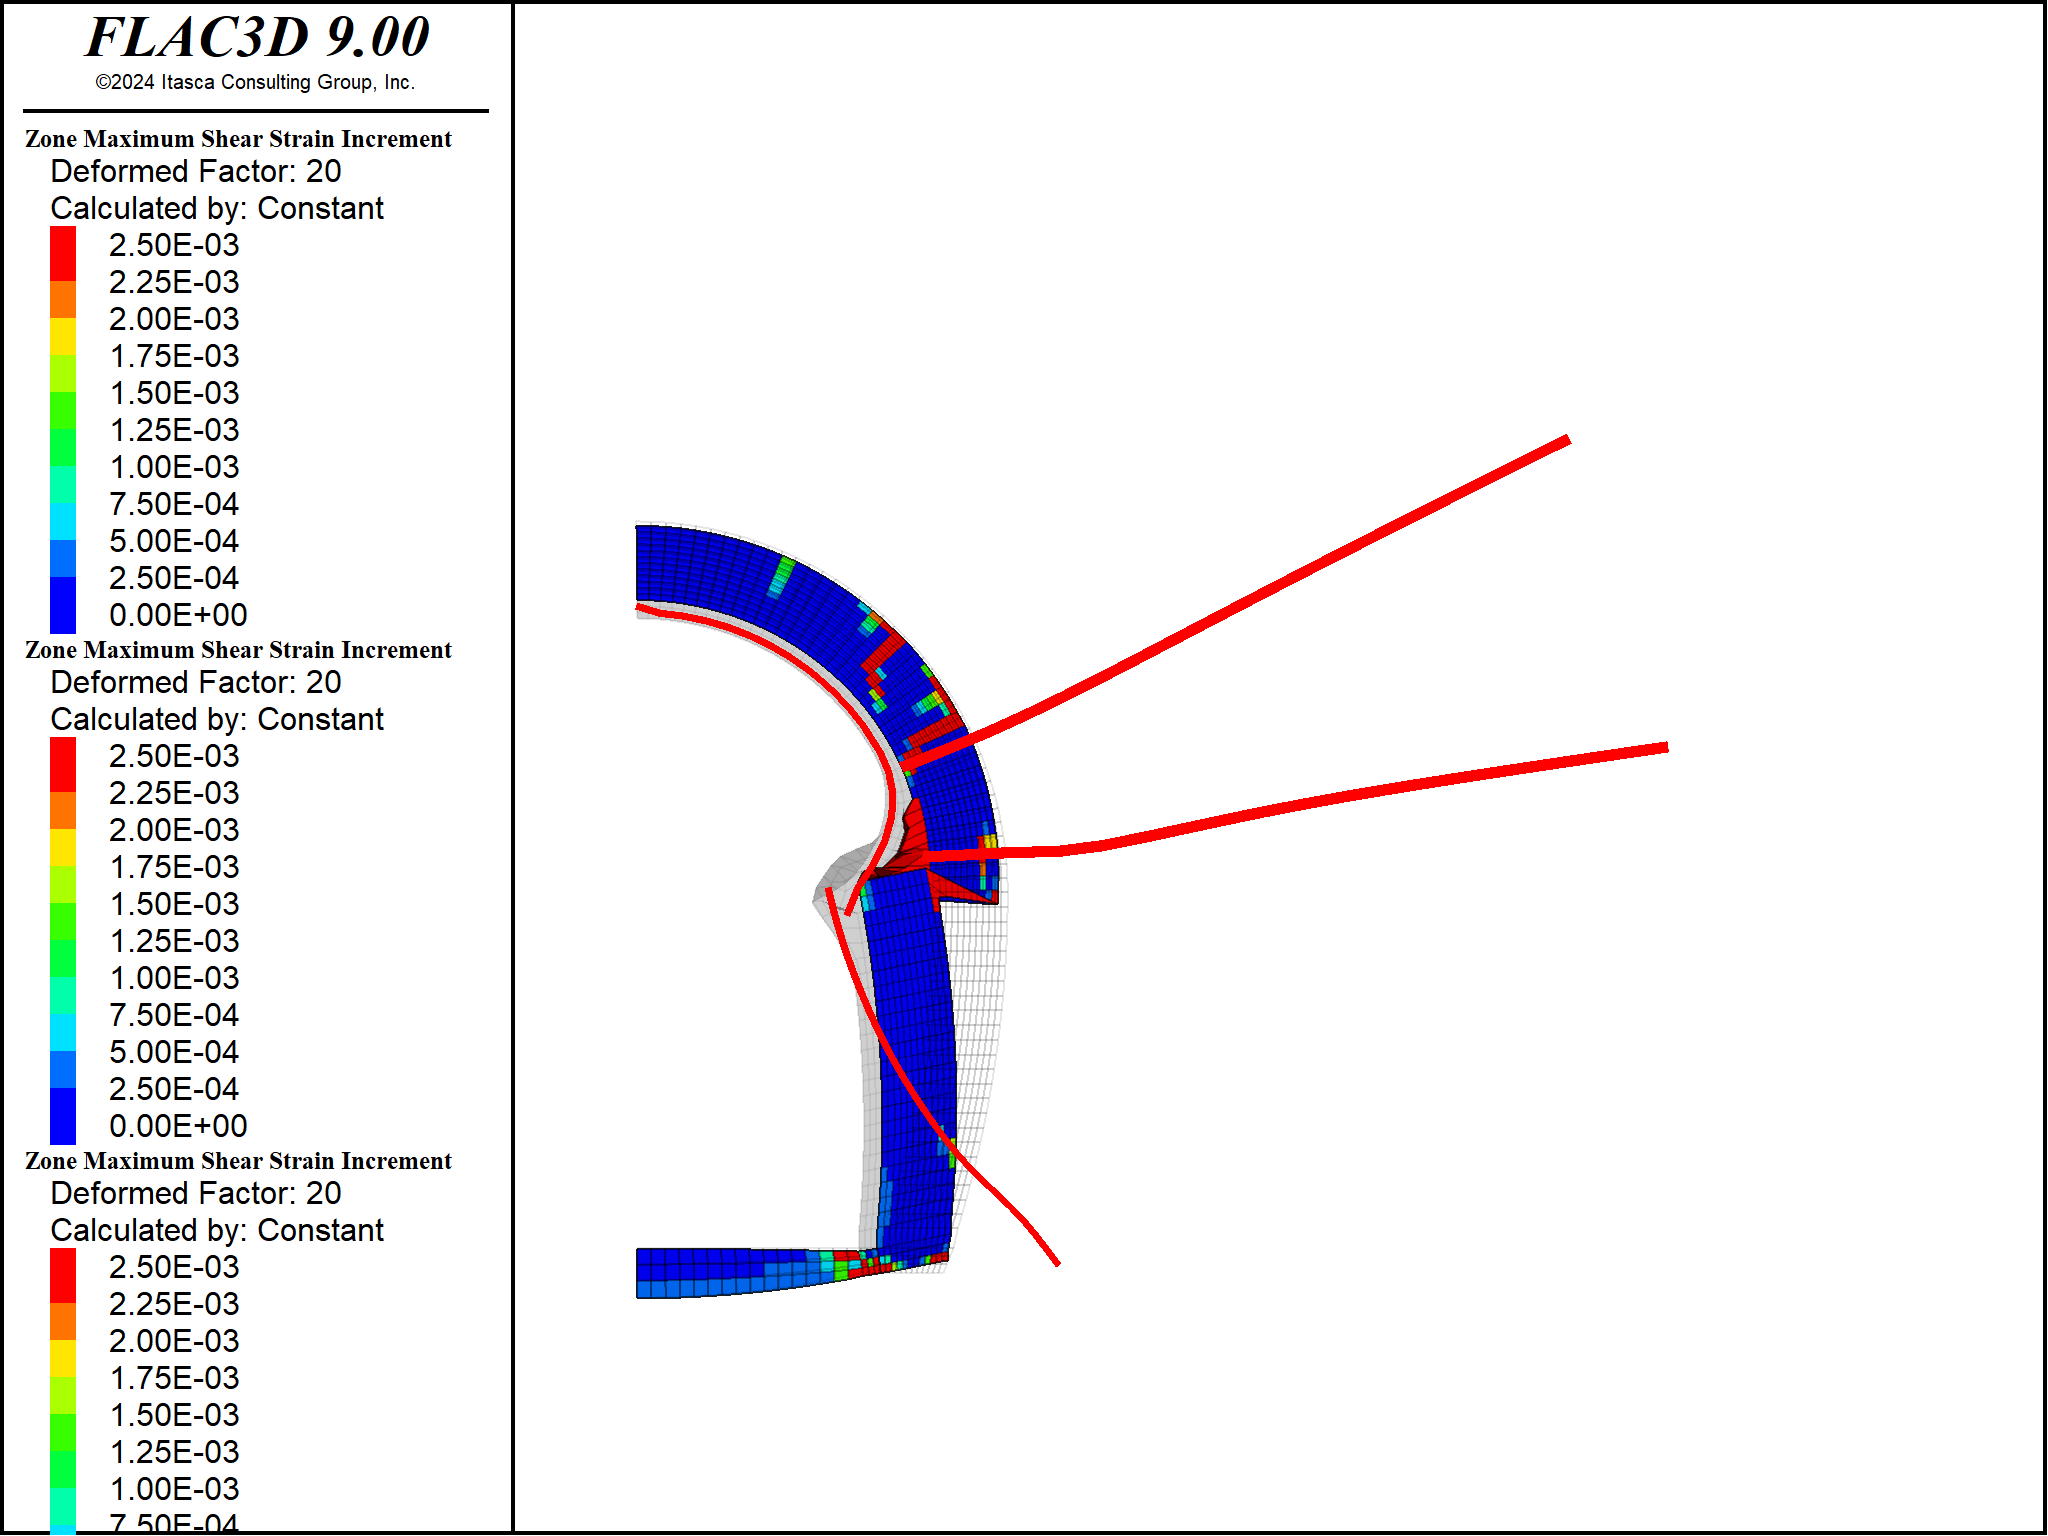 FLAC3D 9.00
©2024 Itasca Consulting Group, Inc.
Zone Maximum Shear Strain Increment
Deformed Factor: 20
Calculated by: Constant
2.50E-03
2.25E-03
2.00E-03
1.75E-03
1.50E-03
1.25E-03
1.00E-03
7.50E-04
5.00E-04
2.50E-04
0.00E+00
Zone Maximum Shear Strain Increment
Deformed Factor: 20
Calculated by: Constant
2.50E-03
2.25E-03
2.00E-03
1.75E-03
1.50E-03
1.25E-03
1.00E-03
7.50E-04
5.00E-04
2.50E-04
0.00E+00
Zone Maximum Shear Strain Increment
Deformed Factor: 20
Calculated by: Constant
2.50E-03
2.25E-03
2.00E-03
1.75E-03
1.50E-03
1.25E-03
1.00E-03
7.50E-04